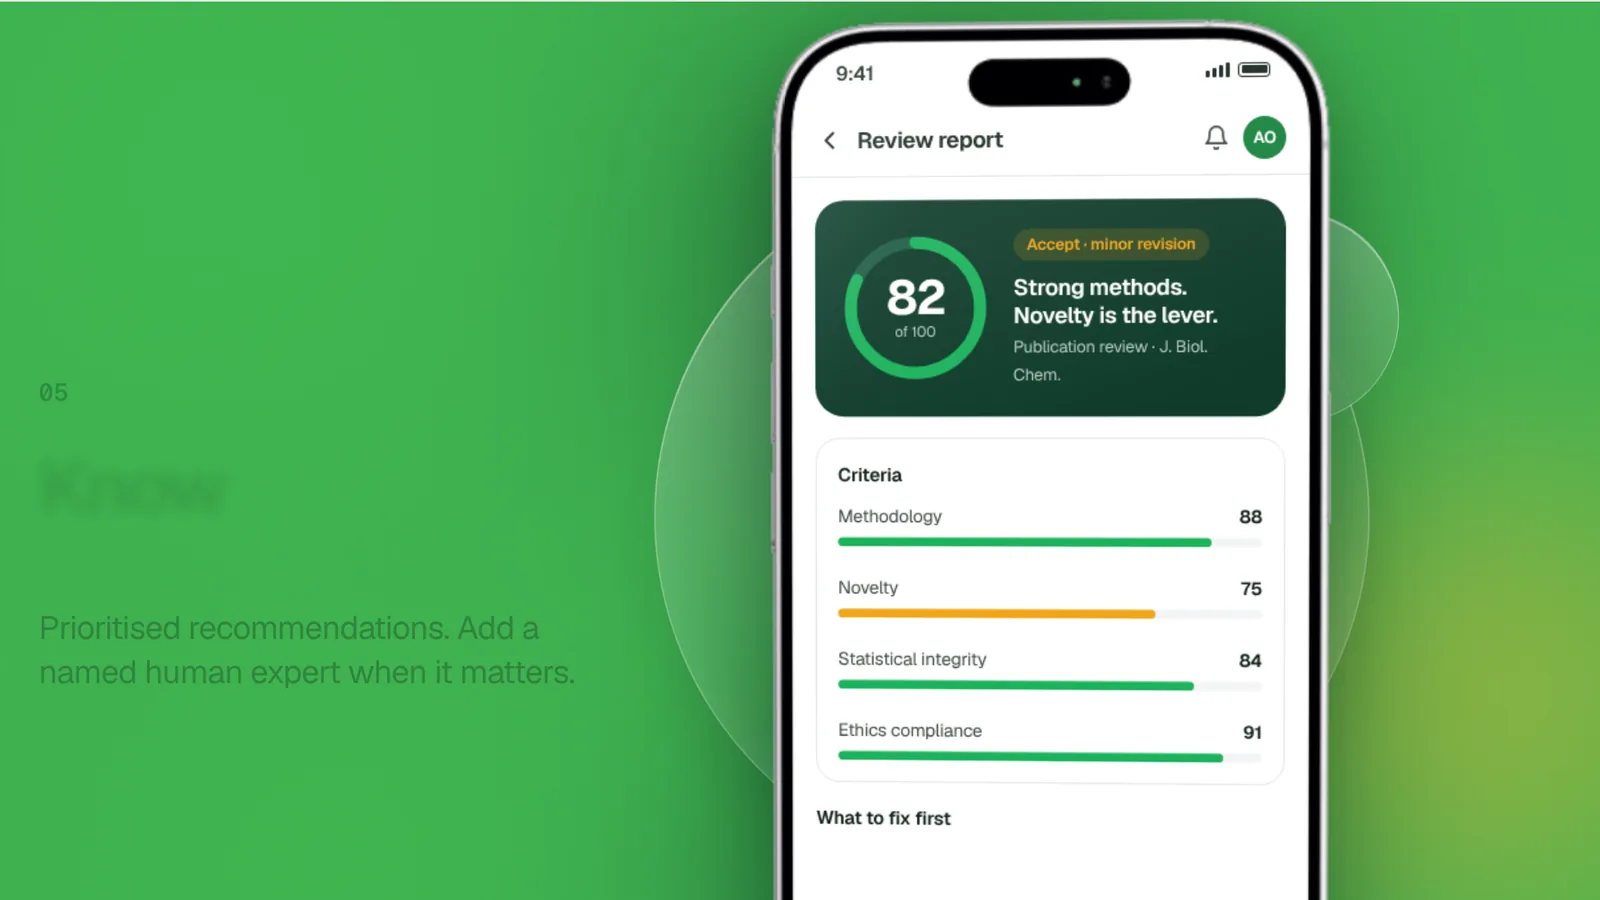 05
Know
Prioritised recommendations. Add a
named human expert when it matters.
9:41
Review report
AO
82
of 100
Accept · minor revision
Strong methods.
Novelty is the lever.
Publication review · J. Biol.
Chem.
Criteria
Methodology 88
Novelty 75
Statistical integrity 84
Ethics compliance 91
What to fix first